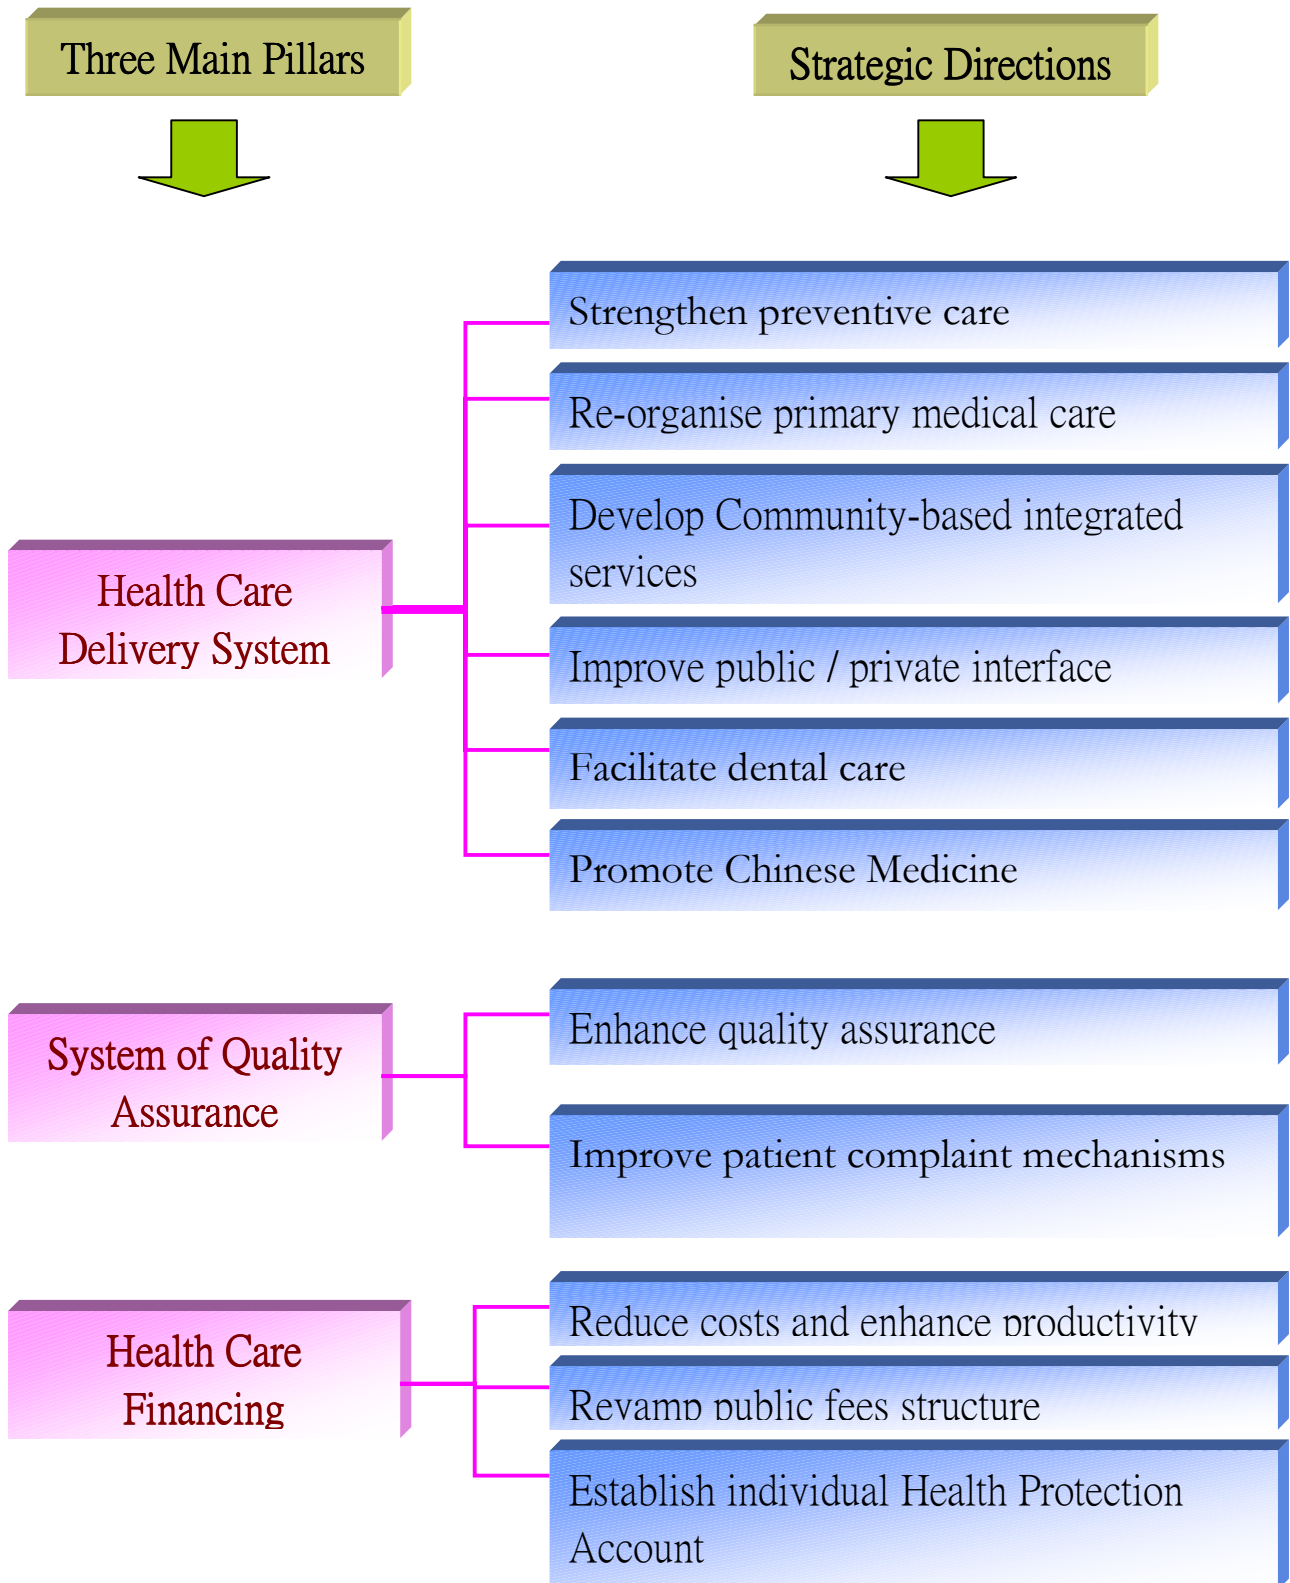 Three Main Pillars
Strategic Directions
Strengthen preventive care
Re-organise primary medical care
Develop Community-based integrated
services
Improve public / private interface
Facilitate dental care
Promote Chinese Medicine
Health Care
Delivery System
Enhance quality assurance
Improve patient complaint mechanisms
System of Quality
Assurance
Reduce costs and enhance productivity
Revamp public fees structure
Establish individual Health Protection
Account
Health Care
Financing